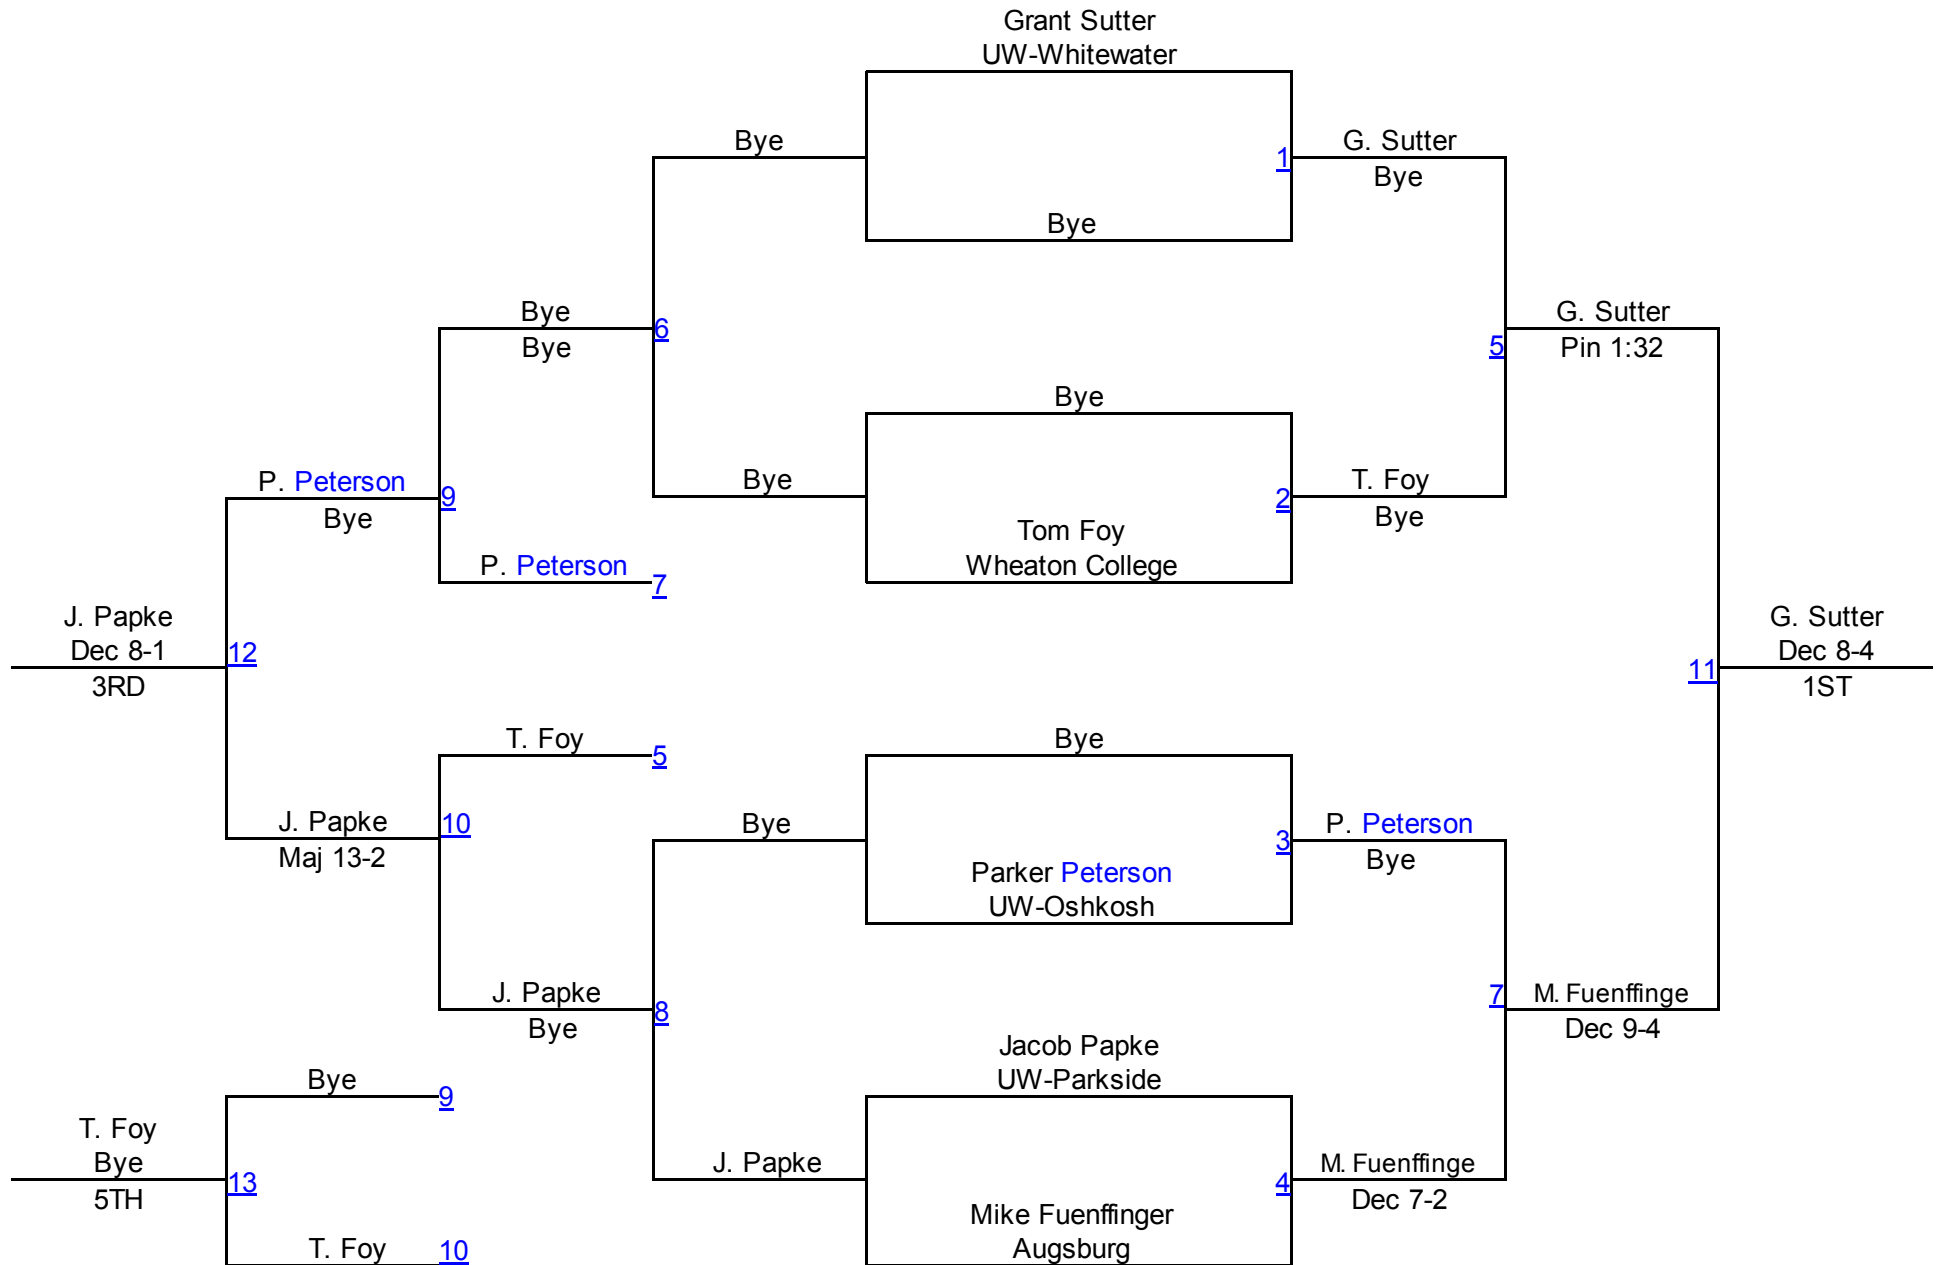 Grant Sutter
UW-Whitewater
Bye
1
G. Sutter
Bye
Bye
Bye
Bye
6
G. Sutter
Pin 1:32
5
Bye
P. Peterson
Bye
9
Bye
2
T. Foy
Bye
Tom Foy
Wheaton College
P. Peterson
7
J. Papke
Dec 8-1
3RD
12
G. Sutter
Dec 8-4
1ST
11
T. Foy
5
Bye
J. Papke
Maj 13-2
10
Bye
3
P. Peterson
Bye
Parker Peterson
UW-Oshkosh
J. Papke
Bye
8
7
M. Fuenffinge
Dec 9-4
Jacob Papke
UW-Parkside
Bye
9
T. Foy
Bye
5TH
13
J. Papke
4
M. Fuenffinge
Dec 7-2
Mike Fuenffinger
Augsburg
T. Foy
10